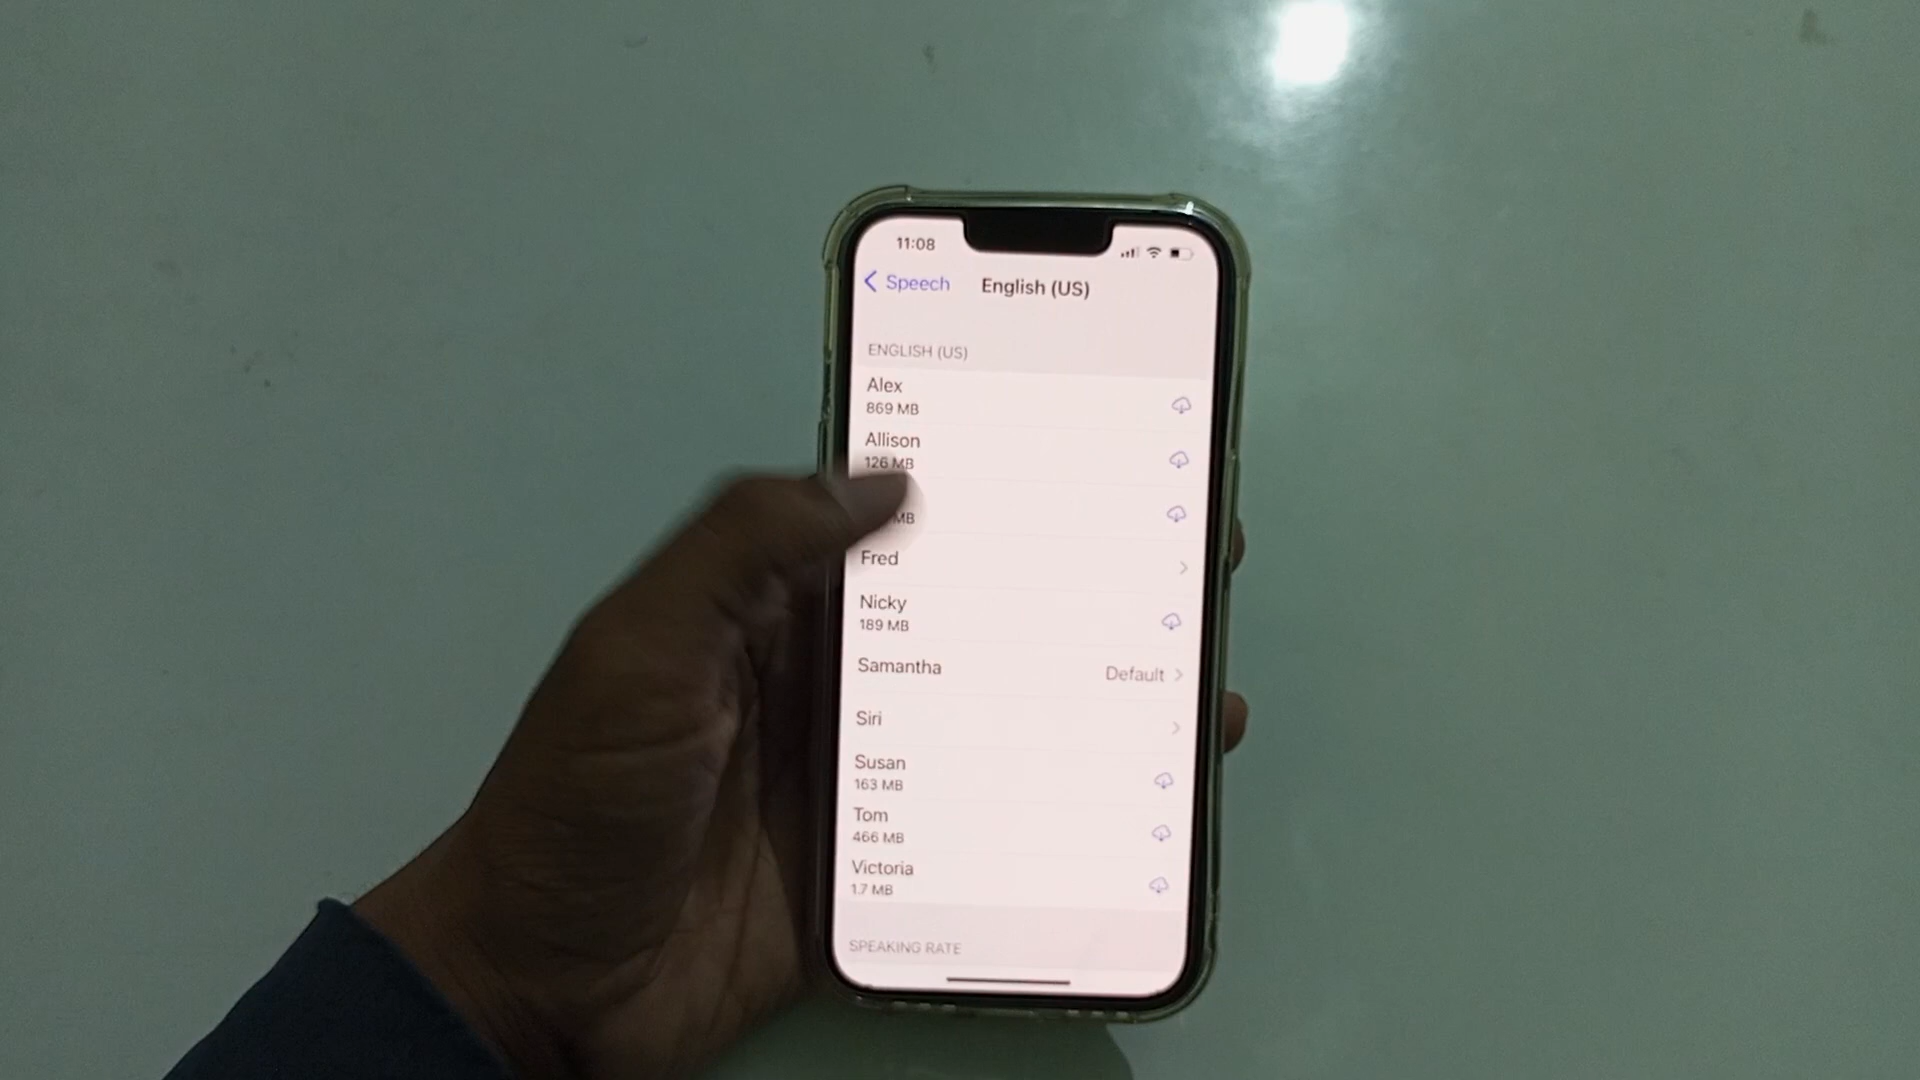 11:08
Speech
English (US)
ENGLISH (US)
Alex
869 MB
Allison
126 MB
MB
Fred
Nicky
189 MB
Samantha
Default
Siri
Susan
163 MB
Tom
466 MB
Victoria
1.7 MB
SPEAKING RATE